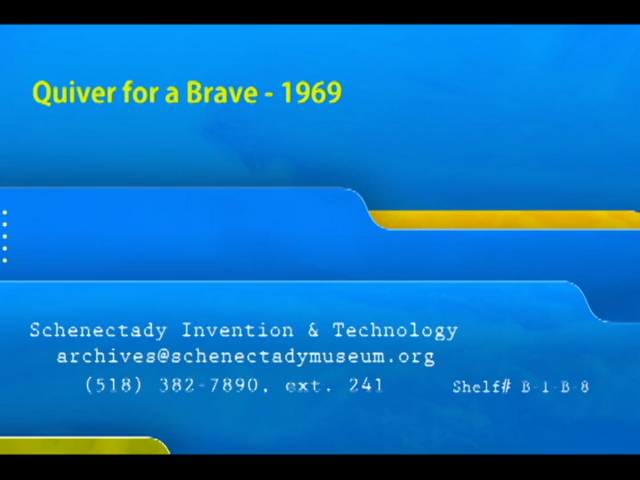 Quiver for a Brave - 1969
Schenectady Invention & Technology
archives@schenectadymuseum.org
(518) 382-7890, ext. 241
Shelf# B-1-B-8